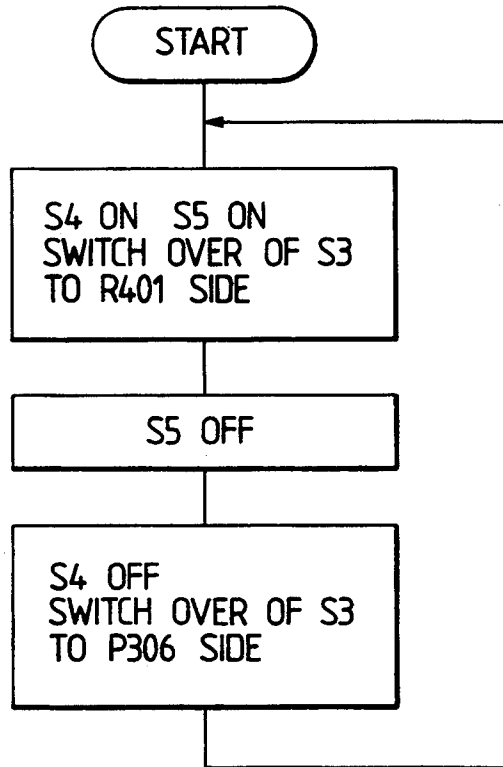 START
S4 ON S5 ON
SWITCH OVER OF S3
TO R401 SIDE
S5 OFF
S4 OFF
SWITCH OVER OF S3
TO P306 SIDE